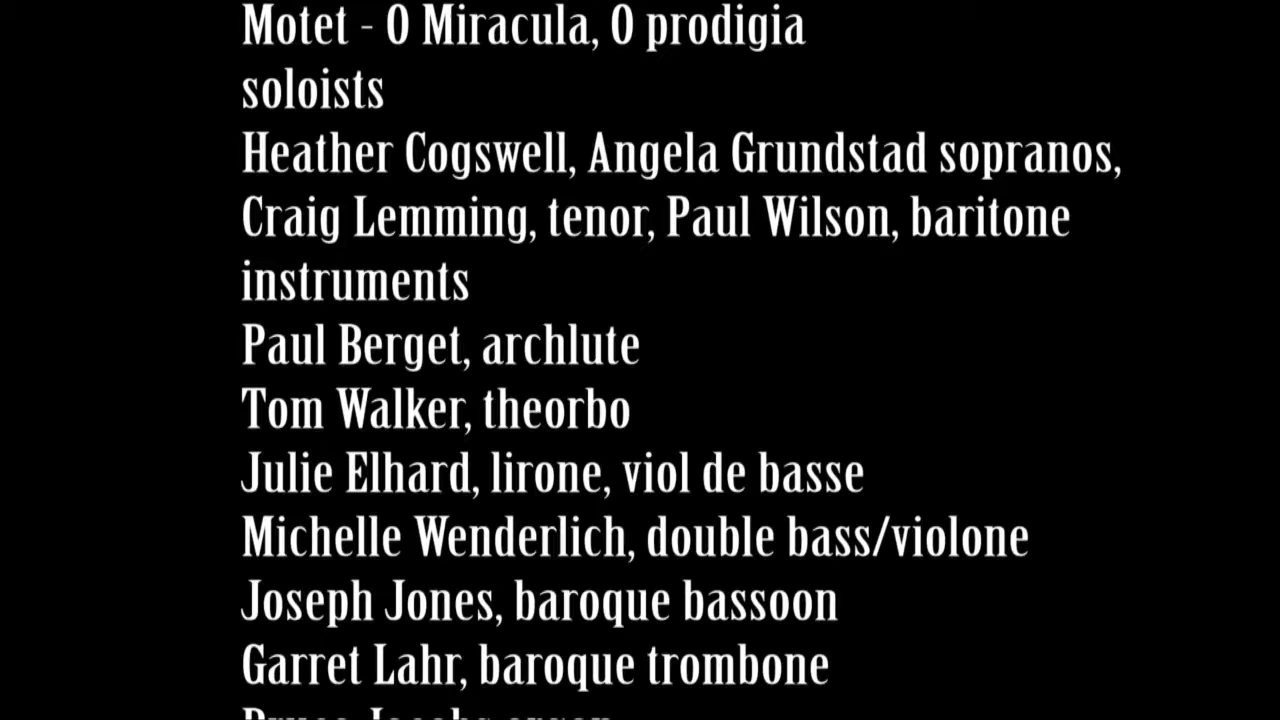 Motet - O Miracula, O prodigia
soloists
Heather Cogswell, Angela Grundstad sopranos,
Craig Lemming, tenor, Paul Wilson, baritone
instruments
Paul Berget, archlute
Tom Walker, theorbo
Julie Elhard, lirone, viol de basse
Michelle Wenderlich, double bass/violone
Joseph Jones, baroque bassoon
Garret Lahr, baroque trombone